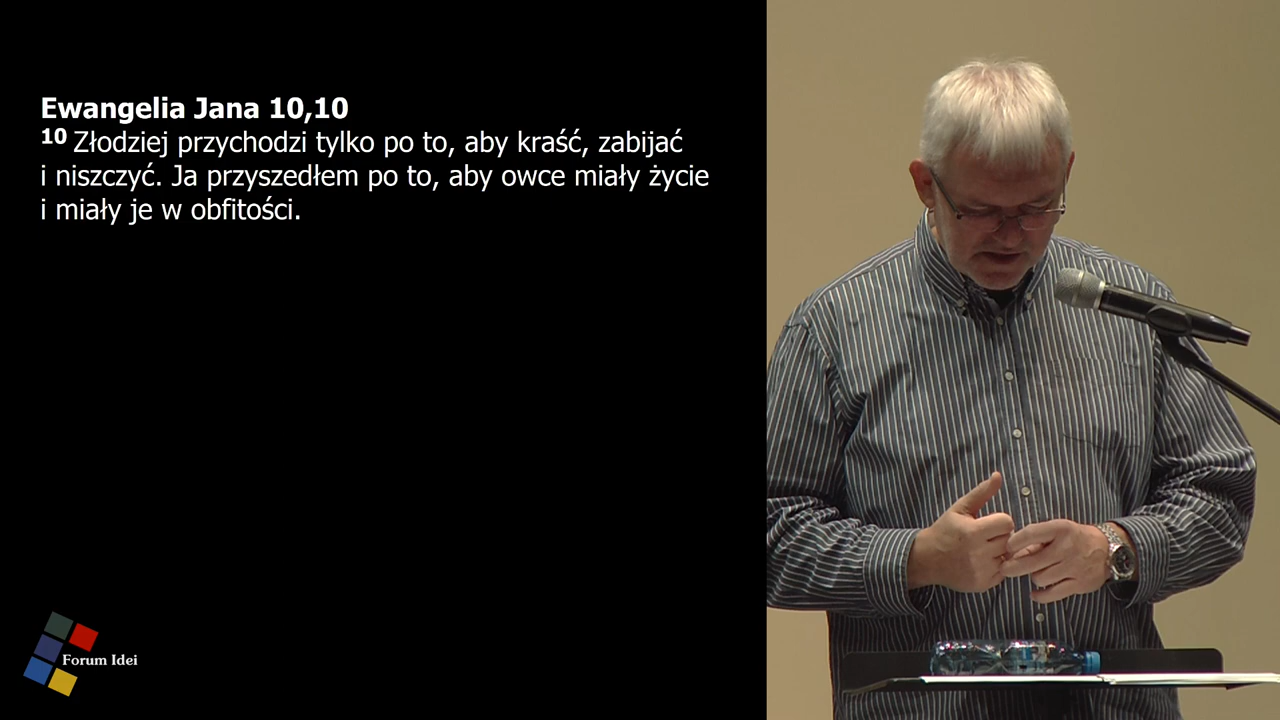 Ewangelia Jana 10,10
10 Złodziej przychodzi tylko po to, aby kraść, zabijać
i niszczyć. Ja przyszedłem po to, aby owce miały życie
i miały je w obfitości.
Forum Idei